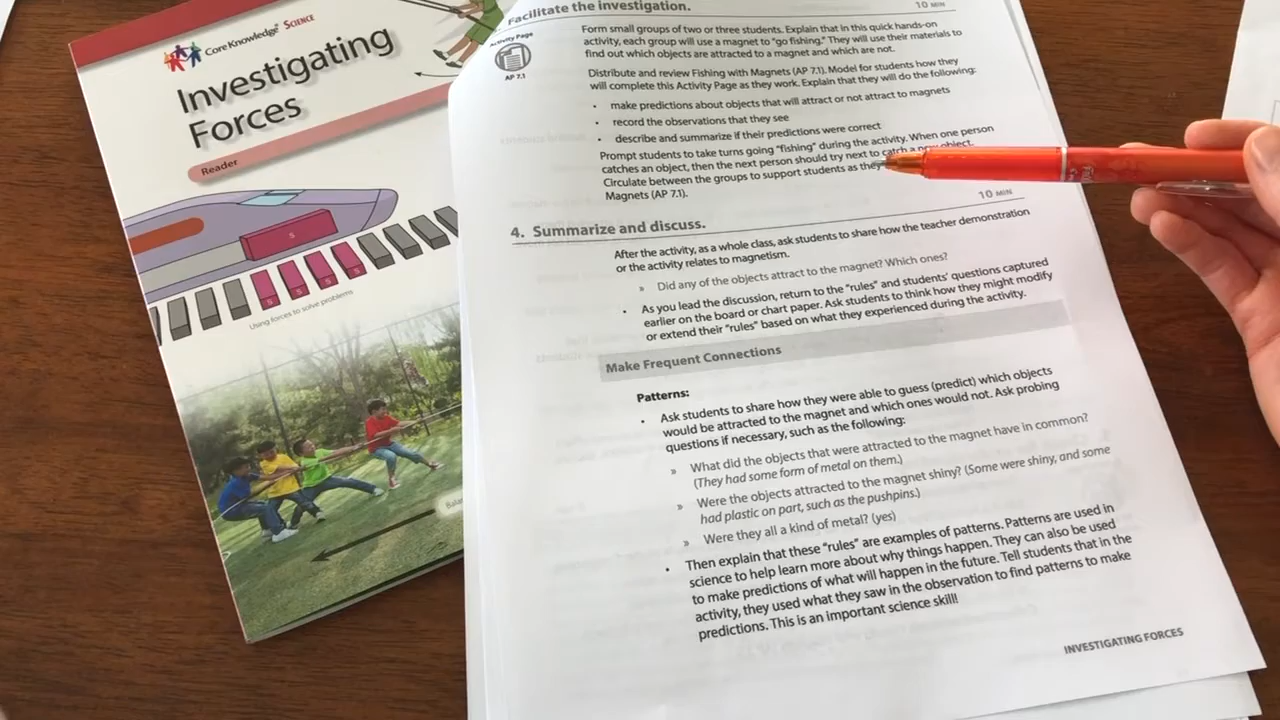 Core Knowledge® SCIENCE
Investigating
Forces
Reader
S
S
S
S
S
Using forces to solve problems
Facilitate the investigation.
10 MIN
Activity Page
AP 7.1
Form small groups of two or three students. Explain that in this quick hands-on
activity, each group will use a magnet to “go fishing.” They will use their materials to
find out which objects are attracted to a magnet and which are not.
Distribute and review Fishing with Magnets (AP 7.1). Model for students how they
will complete this Activity Page as they work. Explain that they will do the following:
• make predictions about objects that will attract or not attract to magnets
• record the observations that they see
• describe and summarize if their predictions were correct
Prompt students to take turns going “fishing” during the activity. When one person
catches an object, then the next person should try next to catch a new object.
Circulate between the groups to support students as they
Magnets (AP 7.1).
4. Summarize and discuss.
10 MIN
After the activity, as a whole class, ask students to share how the teacher demonstration
or the activity relates to magnetism.
» Did any of the objects attract to the magnet? Which ones?
• As you lead the discussion, return to the “rules” and students’ questions captured
earlier on the board or chart paper. Ask students to think how they might modify
or extend their “rules” based on what they experienced during the activity.
Make Frequent Connections
Patterns:
• Ask students to share how they were able to guess (predict) which objects
would be attracted to the magnet and which ones would not. Ask probing
questions if necessary, such as the following:
» What did the objects that were attracted to the magnet have in common?
(They had some form of metal on them.)
» Were the objects attracted to the magnet shiny? (Some were shiny, and some
had plastic on part, such as the pushpins.)
» Were they all a kind of metal? (yes)
• Then explain that these “rules” are examples of patterns. Patterns are used in
science to help learn more about why things happen. They can also be used
to make predictions of what will happen in the future. Tell students that in the
activity, they used what they saw in the observation to find patterns to make
predictions. This is an important science skill!
INVESTIGATING FORCES